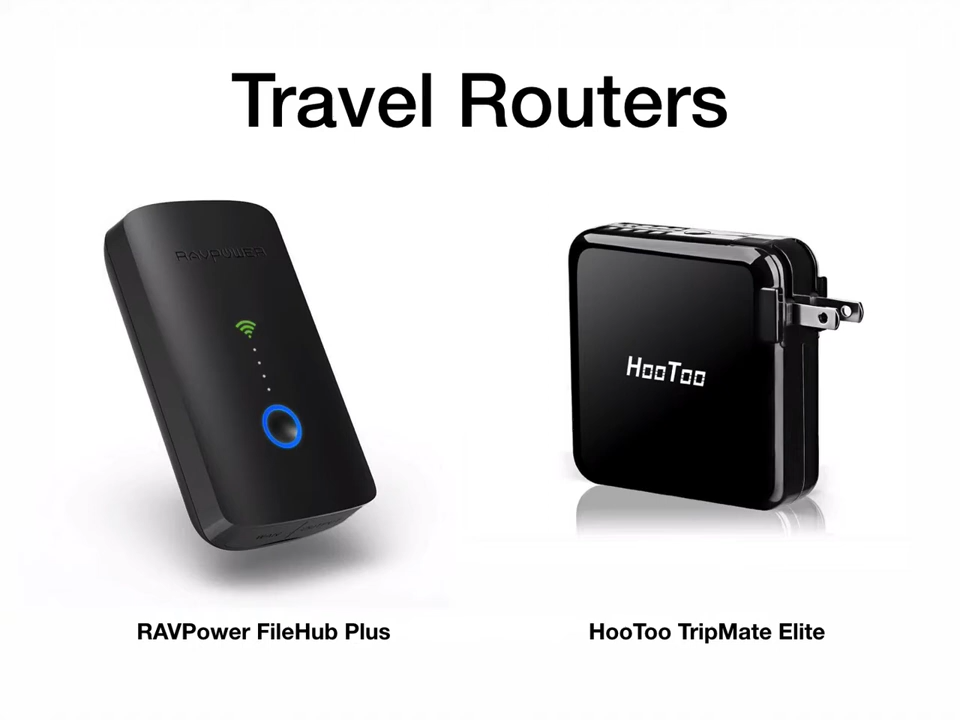 Travel Routers
RAVPOWER
HooToo
RAVPower FileHub Plus
HooToo TripMate Elite